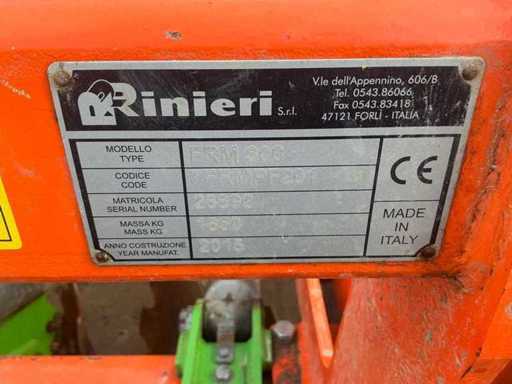 Rinieri S.r.l.
V.le dell'Appennino, 606/B
Tel. 0543.86066
Fax 0543.83418
47121 FORLÌ - ITALIA
MODELLO
TYPE
CODICE
CODE
MATRICOLA
SERIAL NUMBER
MASSA KG
MASS KG
ANNO COSTRUZIONE 2015
YEAR MANUFAT.
CE
MADE
IN
ITALY